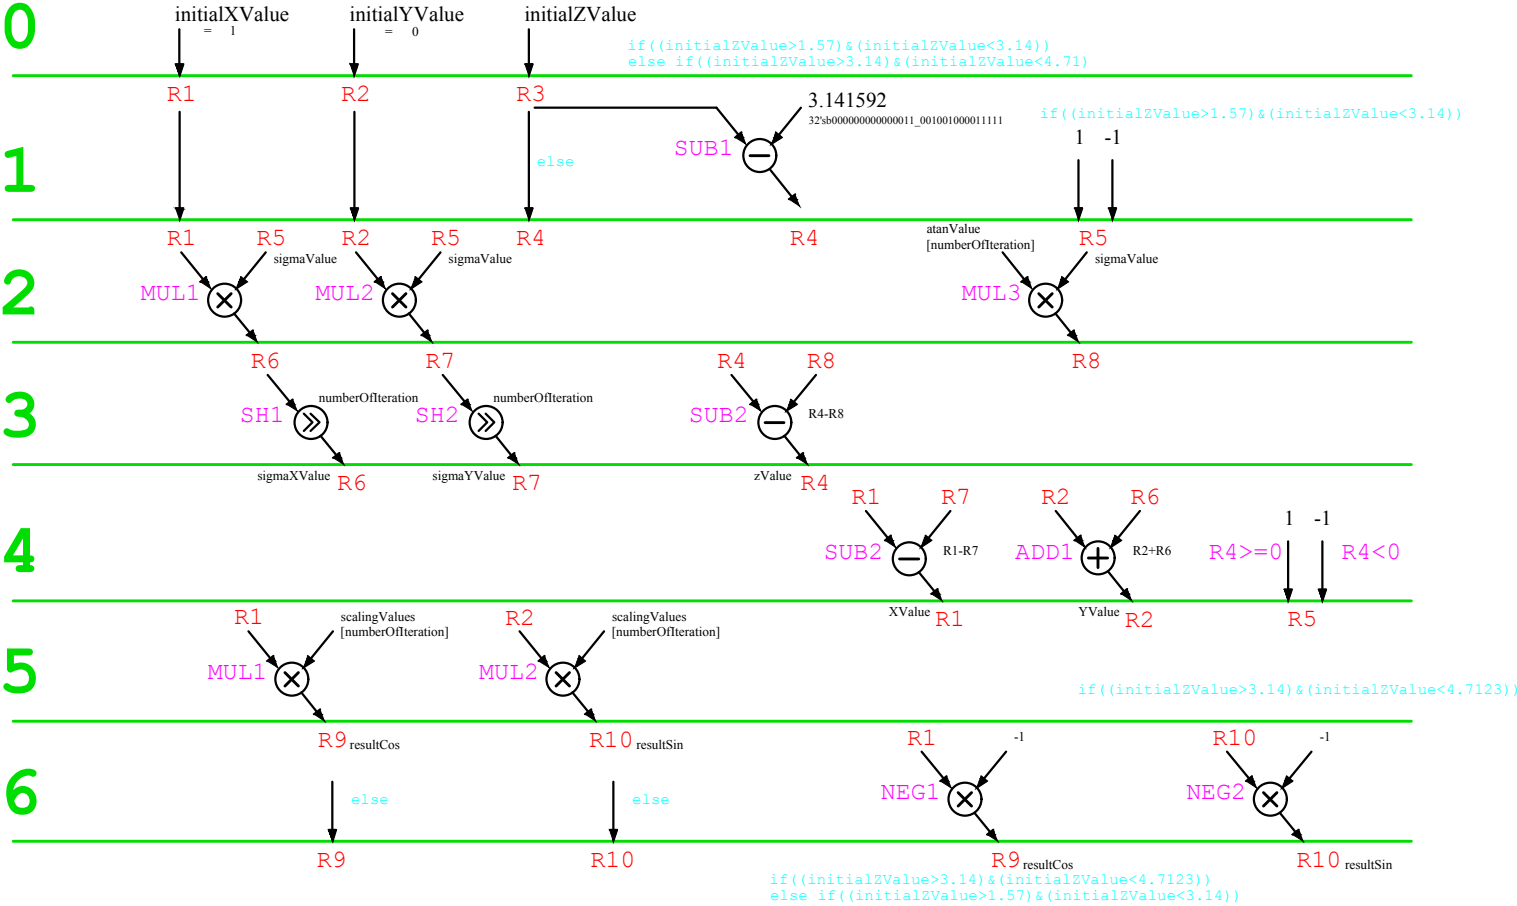 0
initialXValue
= 1
initialYValue
= 0
initialZValue
if((initialZValue>1.57)&(initialZValue<3.14))
else if((initialZValue>3.14)&(initialZValue<4.71)
R1
R2
R3
3.141592
32'sb000000000000011_001001000011111
if((initialZValue>1.57)&(initialZValue<3.14))
1
else
SUB1
1 -1
R1 R5 R2 R5 R4 R4
atanValue
[numberOfIteration]
R5
sigmaValue
sigmaValue
sigmaValue
2
MUL1
MUL2
MUL3
R6 R7 R4 R8 R8
3
SH1
numberOfIteration
SH2
numberOfIteration
SUB2
R4-R8
sigmaXValue R6
sigmaYValue R7
zValue R4
R1 R7 R2 R6
4
SUB2
R1-R7
ADD1
R2+R6
R4>=0
1 -1
R4<0
XValue R1
YValue R2
R5
R1
scalingValues
[numberOfIteration]
R2
scalingValues
[numberOfIteration]
5
MUL1
MUL2
if((initialZValue>3.14)&(initialZValue<4.7123))
R9 resultCos
R10 resultSin
R1 -1
R10 -1
6
else
else
NEG1
NEG2
R9
R10
R9 resultCos
R10 resultSin
if((initialZValue>3.14)&(initialZValue<4.7123))
else if((initialZValue>1.57)&(initialZValue<3.14))